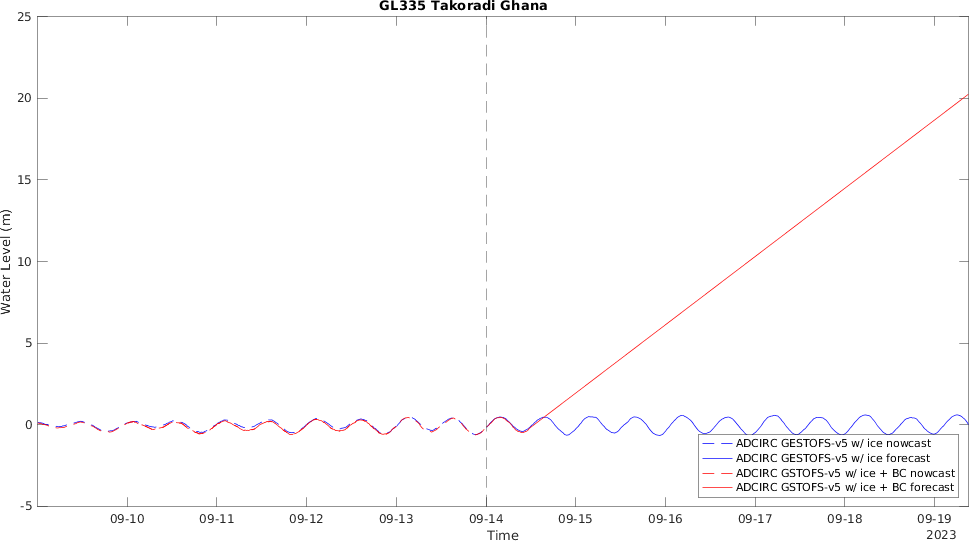 GL335 Takoradi Ghana
25
20
15
10
5
0
-5
Water Level (m)
ADCIRC GESTOFS-v5 w/ ice nowcast
ADCIRC GESTOFS-v5 w/ ice forecast
ADCIRC GSTOFS-v5 w/ ice + BC nowcast
ADCIRC GSTOFS-v5 w/ ice + BC forecast
09-10 09-11 09-12 09-13 09-14 09-15 09-16 09-17 09-18 09-19
Time
2023